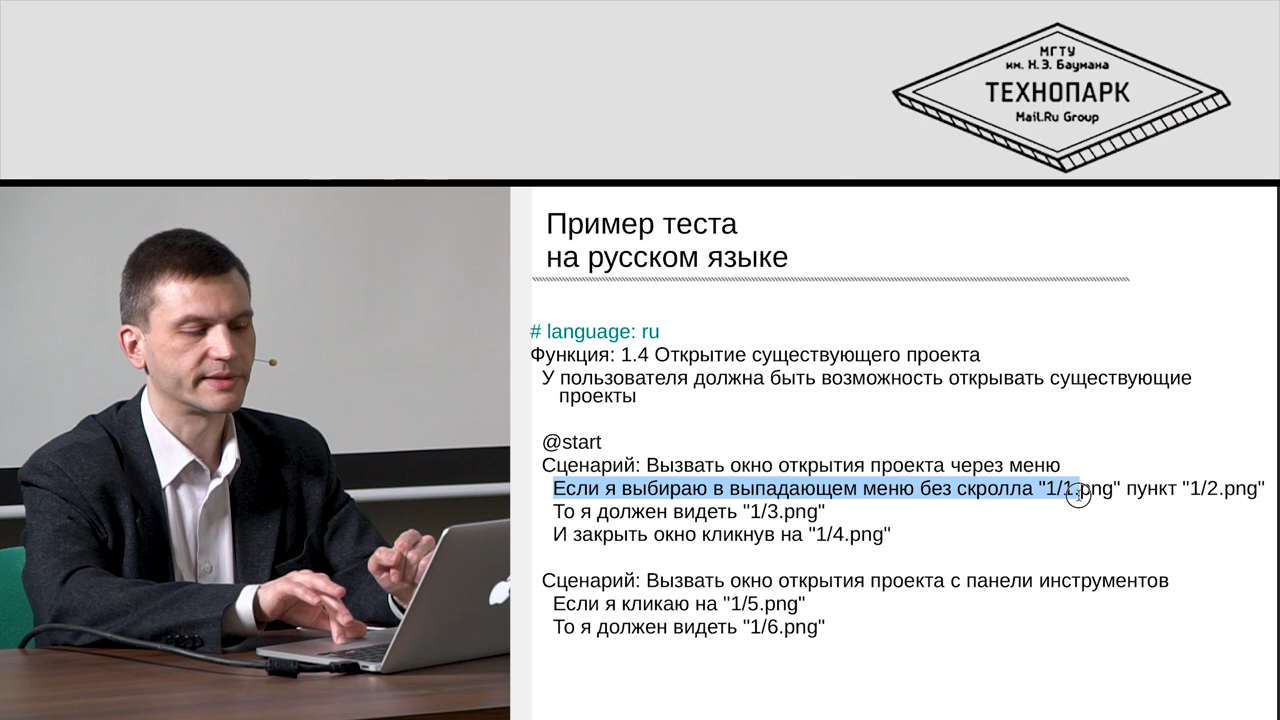 МГТУ
им. Н.Э. Баумана
ТЕХНОПАРК
Mail.Ru Group
Пример теста
на русском языке
# language: ru
Функция: 1.4 Открытие существующего проекта
У пользователя должна быть возможность открывать существующие
проекты
@start
Сценарий: Вызвать окно открытия проекта через меню
Если я выбираю в выпадающем меню без скролла "1/1.png" пункт "1/2.png"
То я должен видеть "1/3.png"
И закрыть окно кликнув на "1/4.png"
Сценарий: Вызвать окно открытия проекта с панели инструментов
Если я кликаю на "1/5.png"
То я должен видеть "1/6.png"